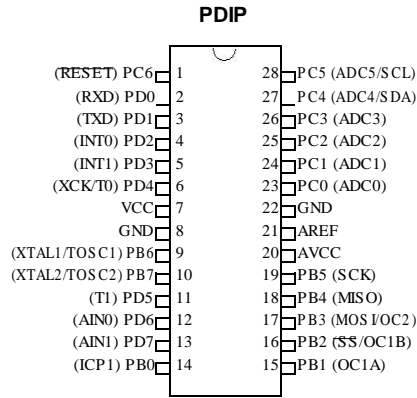 PDIP
(RESET) PC6 1 28 PC5 (ADC5/SCL)
(RXD) PD0 2 27 PC4 (ADC4/SDA)
(TXD) PD1 3 26 PC3 (ADC3)
(INT0) PD2 4 25 PC2 (ADC2)
(INT1) PD3 5 24 PC1 (ADC1)
(XCK/T0) PD4 6 23 PC0 (ADC0)
VCC 7 22 GND
GND 8 21 AREF
(XTAL1/TOSC1) PB6 9 20 AVCC
(XTAL2/TOSC2) PB7 10 19 PB5 (SCK)
(T1) PD5 11 18 PB4 (MISO)
(AIN0) PD6 12 17 PB3 (MOSI/OC2)
(AIN1) PD7 13 16 PB2 (SS/OC1B)
(ICP1) PB0 14 15 PB1 (OC1A)